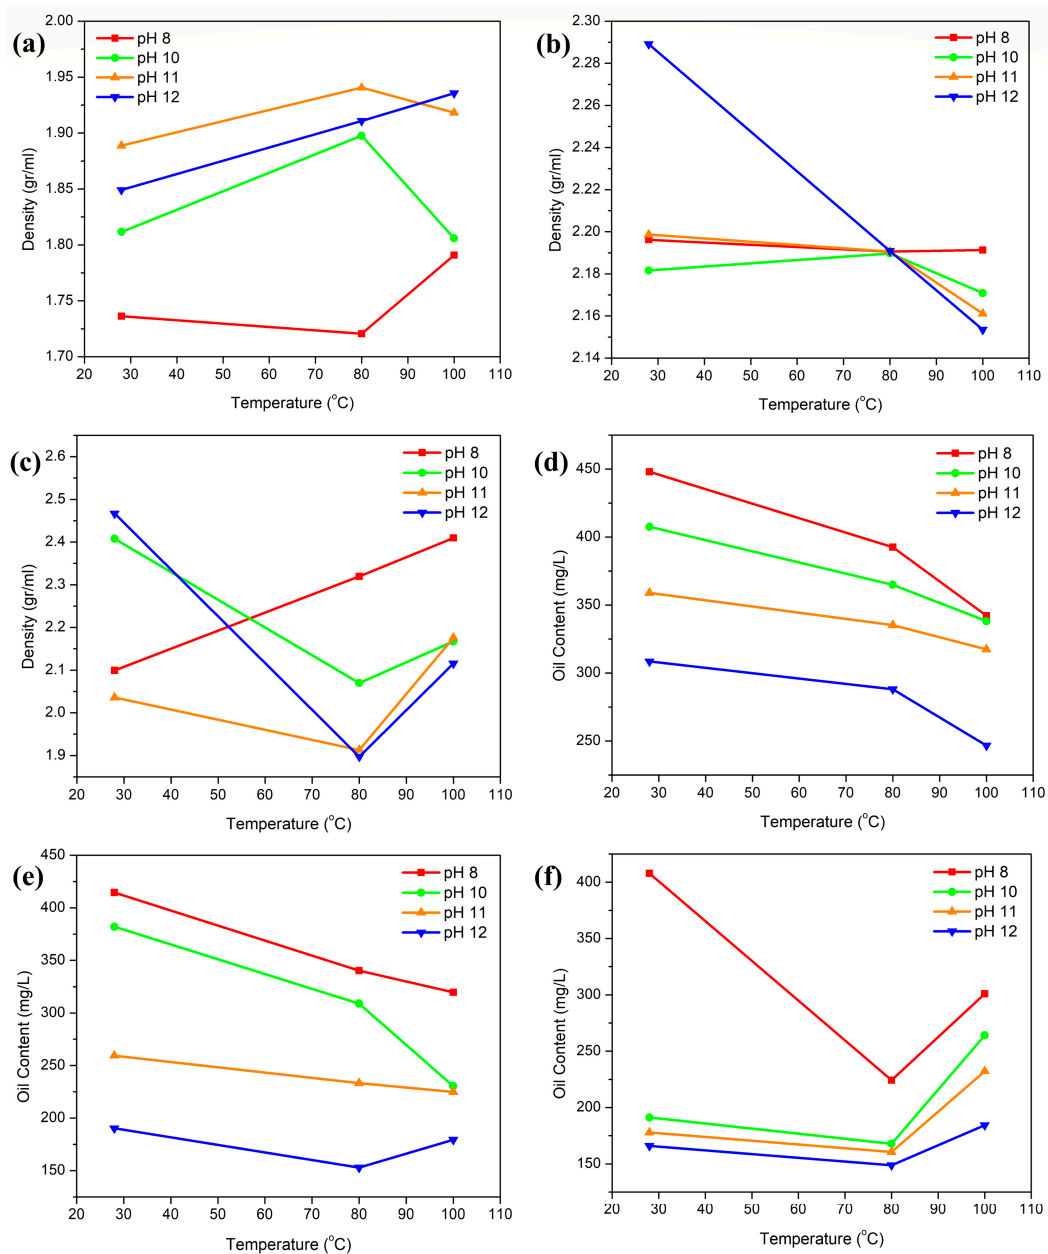 (a)
pH 8
pH 10
pH 11
pH 12
2.00
1.95
1.90
1.85
1.80
1.75
1.70
Density (gr/ml)
20 30 40 50 60 70 80 90 100 110
Temperature (°C)
(b)
pH 8
pH 10
pH 11
pH 12
2.30
2.28
2.26
2.24
2.22
2.20
2.18
2.16
2.14
Density (gr/ml)
20 30 40 50 60 70 80 90 100 110
Temperature (°C)
(c)
pH 8
pH 10
pH 11
pH 12
2.6
2.5
2.4
2.3
2.2
2.1
2.0
1.9
Density (gr/ml)
20 30 40 50 60 70 80 90 100 110
Temperature (°C)
(d)
pH 8
pH 10
pH 11
pH 12
450
400
350
300
250
Oil Content (mg/L)
20 30 40 50 60 70 80 90 100 110
Temperature (°C)
(e)
pH 8
pH 10
pH 11
pH 12
450
400
350
300
250
200
150
Oil Content (mg/L)
20 30 40 50 60 70 80 90 100 110
Temperature (°C)
(f)
pH 8
pH 10
pH 11
pH 12
400
350
300
250
200
150
Oil Content (mg/L)
20 30 40 50 60 70 80 90 100 110
Temperature (°C)